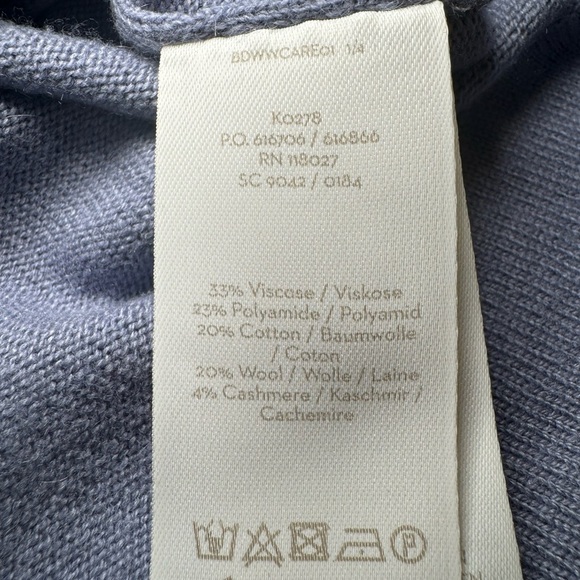 BDWWCARE01 1/4
K0278
P.O. 616706 / 616866
RN 118027
SC 9042 / 0184
33% Viscose / Viskose
23% Polyamide / Polyamid
20% Cotton / Baumwolle
/ Coton
20% Wool / Wolle / Laine
4% Cashmere / Kaschmir /
Cachemire
P